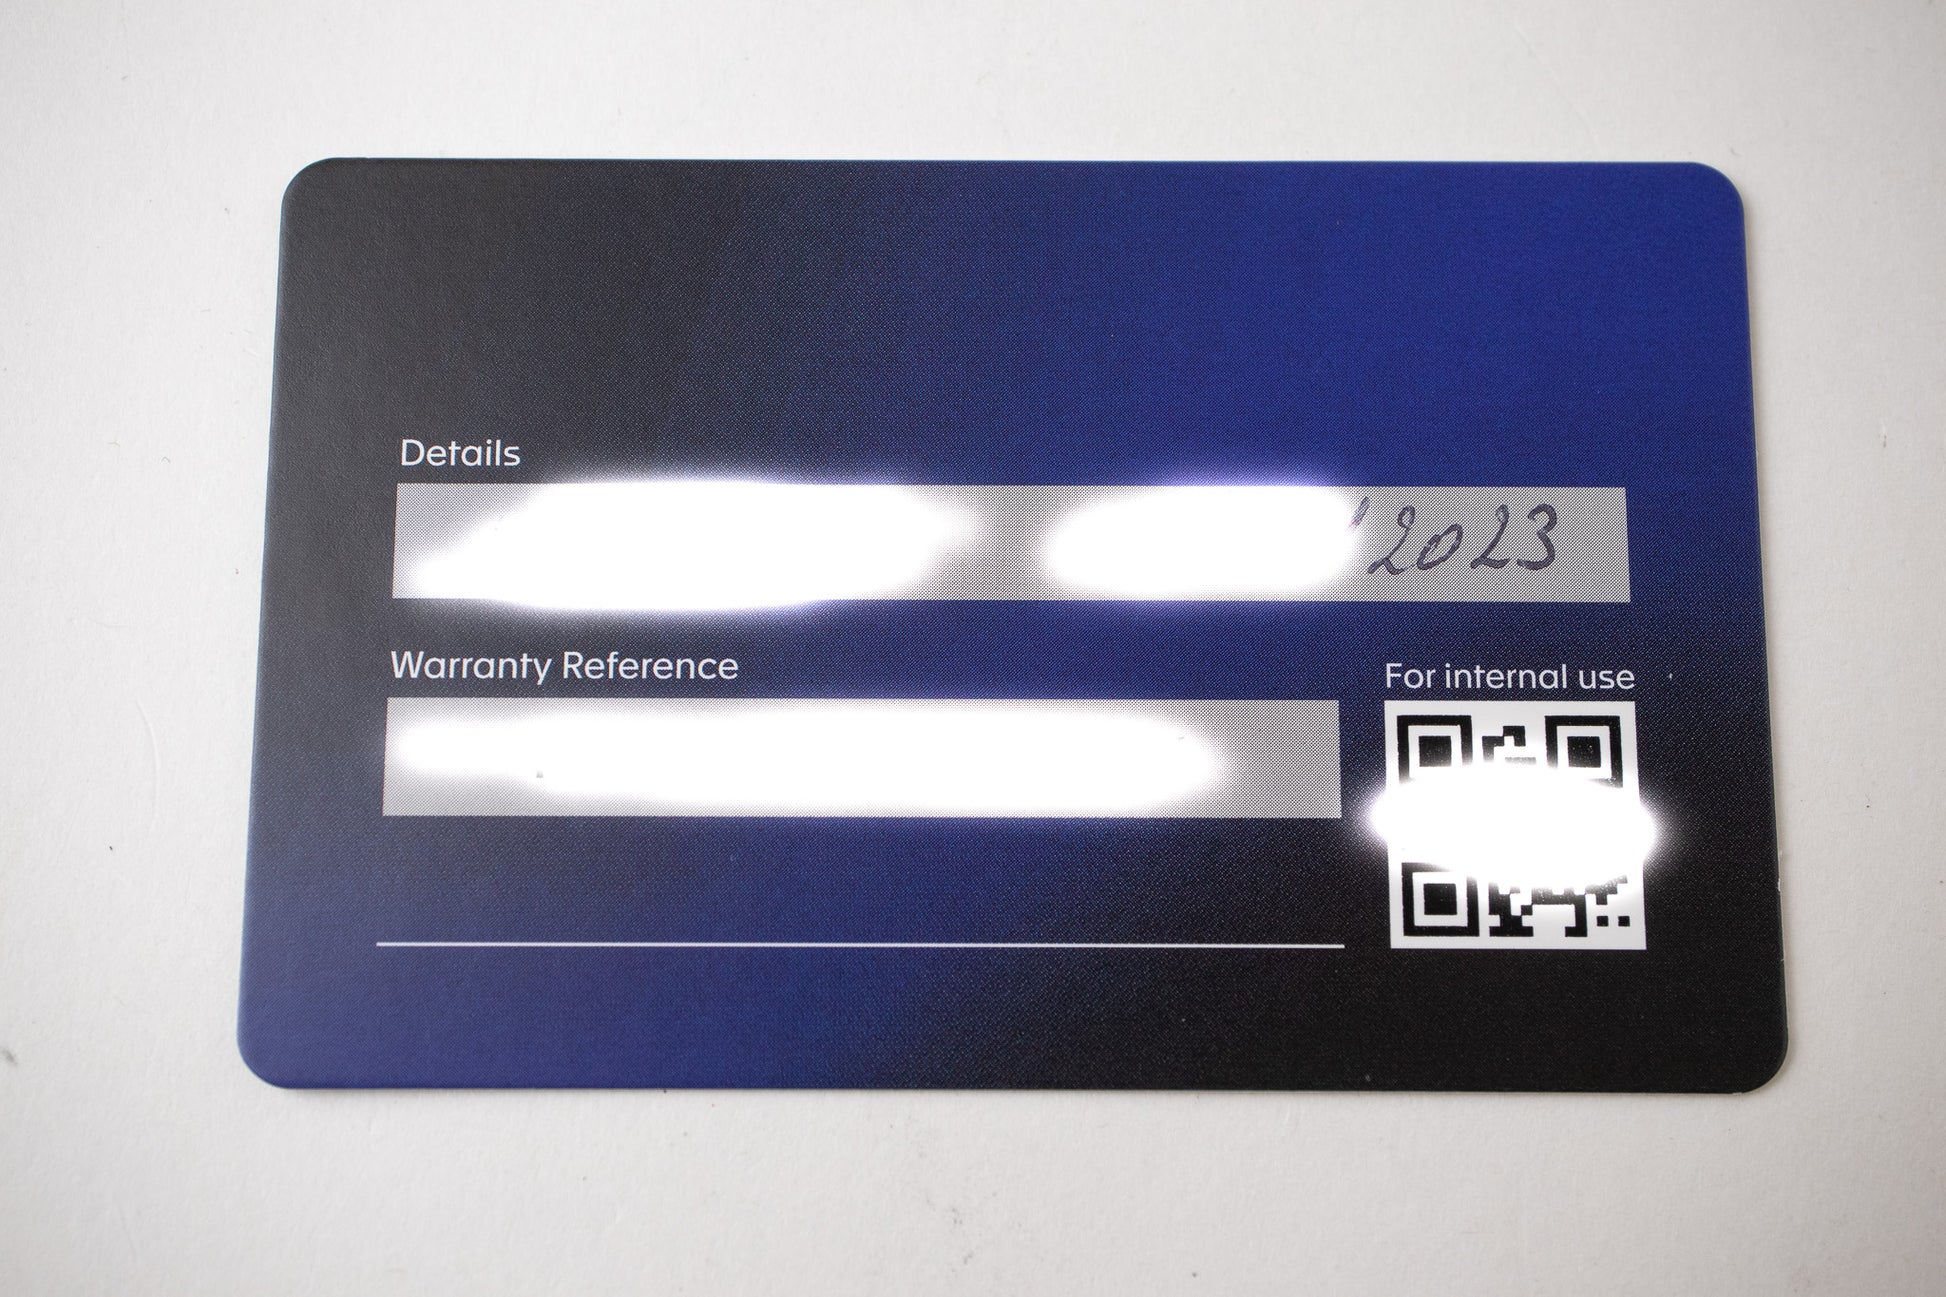 Details
2023
Warranty Reference
For internal use